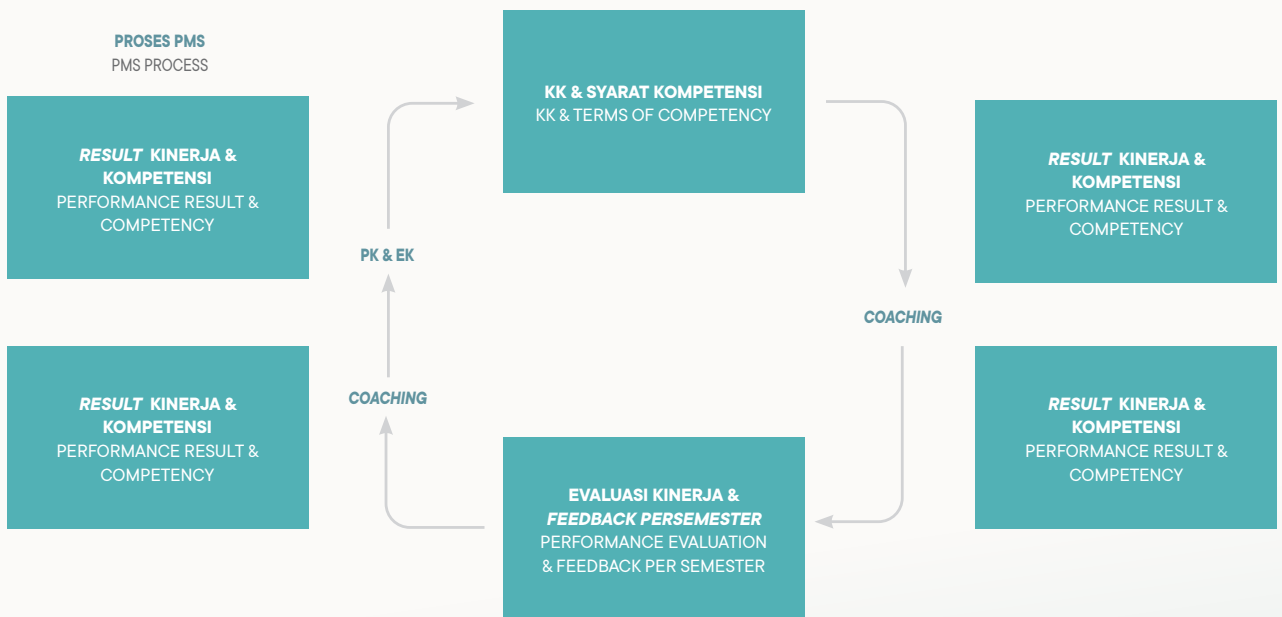 PROSES PMS
PMS PROCESS
RESULT KINERJA &
KOMPETENSI
PERFORMANCE RESULT &
COMPETENCY
KK & SYARAT KOMPETENSI
KK & TERMS OF COMPETENCY
RESULT KINERJA &
KOMPETENSI
PERFORMANCE RESULT &
COMPETENCY
PK & EK
COACHING
RESULT KINERJA &
KOMPETENSI
PERFORMANCE RESULT &
COMPETENCY
COACHING
EVALUASI KINERJA &
FEEDBACK PERSEMESTER
PERFORMANCE EVALUATION
& FEEDBACK PER SEMESTER
RESULT KINERJA &
KOMPETENSI
PERFORMANCE RESULT &
COMPETENCY